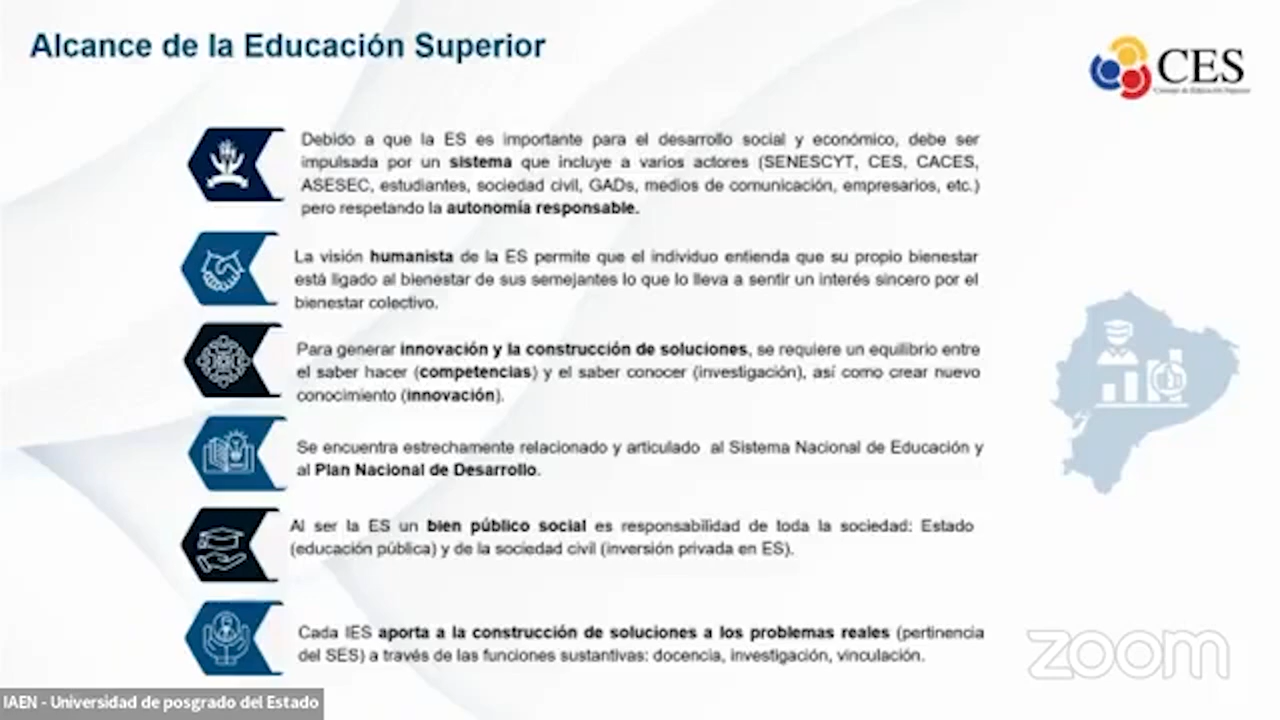 Alcance de la Educación Superior
CES
Consejo de Educación Superior
Debido a que la ES es importante para el desarrollo social y económico, debe ser
impulsada por un sistema que incluye a varios actores (SENESCYT, CES, CACES,
ASESEC, estudiantes, sociedad civil, GADs, medios de comunicación, empresarios, etc.)
pero respetando la autonomía responsable.
La visión humanista de la ES permite que el individuo entienda que su propio bienestar
está ligado al bienestar de sus semejantes lo que lo lleva a sentir un interés sincero por el
bienestar colectivo.
Para generar innovación y la construcción de soluciones, se requiere un equilibrio entre
el saber hacer (competencias) y el saber conocer (investigación), así como crear nuevo
conocimiento (innovación).
Se encuentra estrechamente relacionado y articulado al Sistema Nacional de Educación y
al Plan Nacional de Desarrollo.
Al ser la ES un bien público social es responsabilidad de toda la sociedad: Estado
(educación pública) y de la sociedad civil (inversión privada en ES).
Cada IES aporta a la construcción de soluciones a los problemas reales (pertinencia
del SES) a través de las funciones sustantivas: docencia, investigación, vinculación.
zoom
IAEN - Universidad de posgrado del Estado